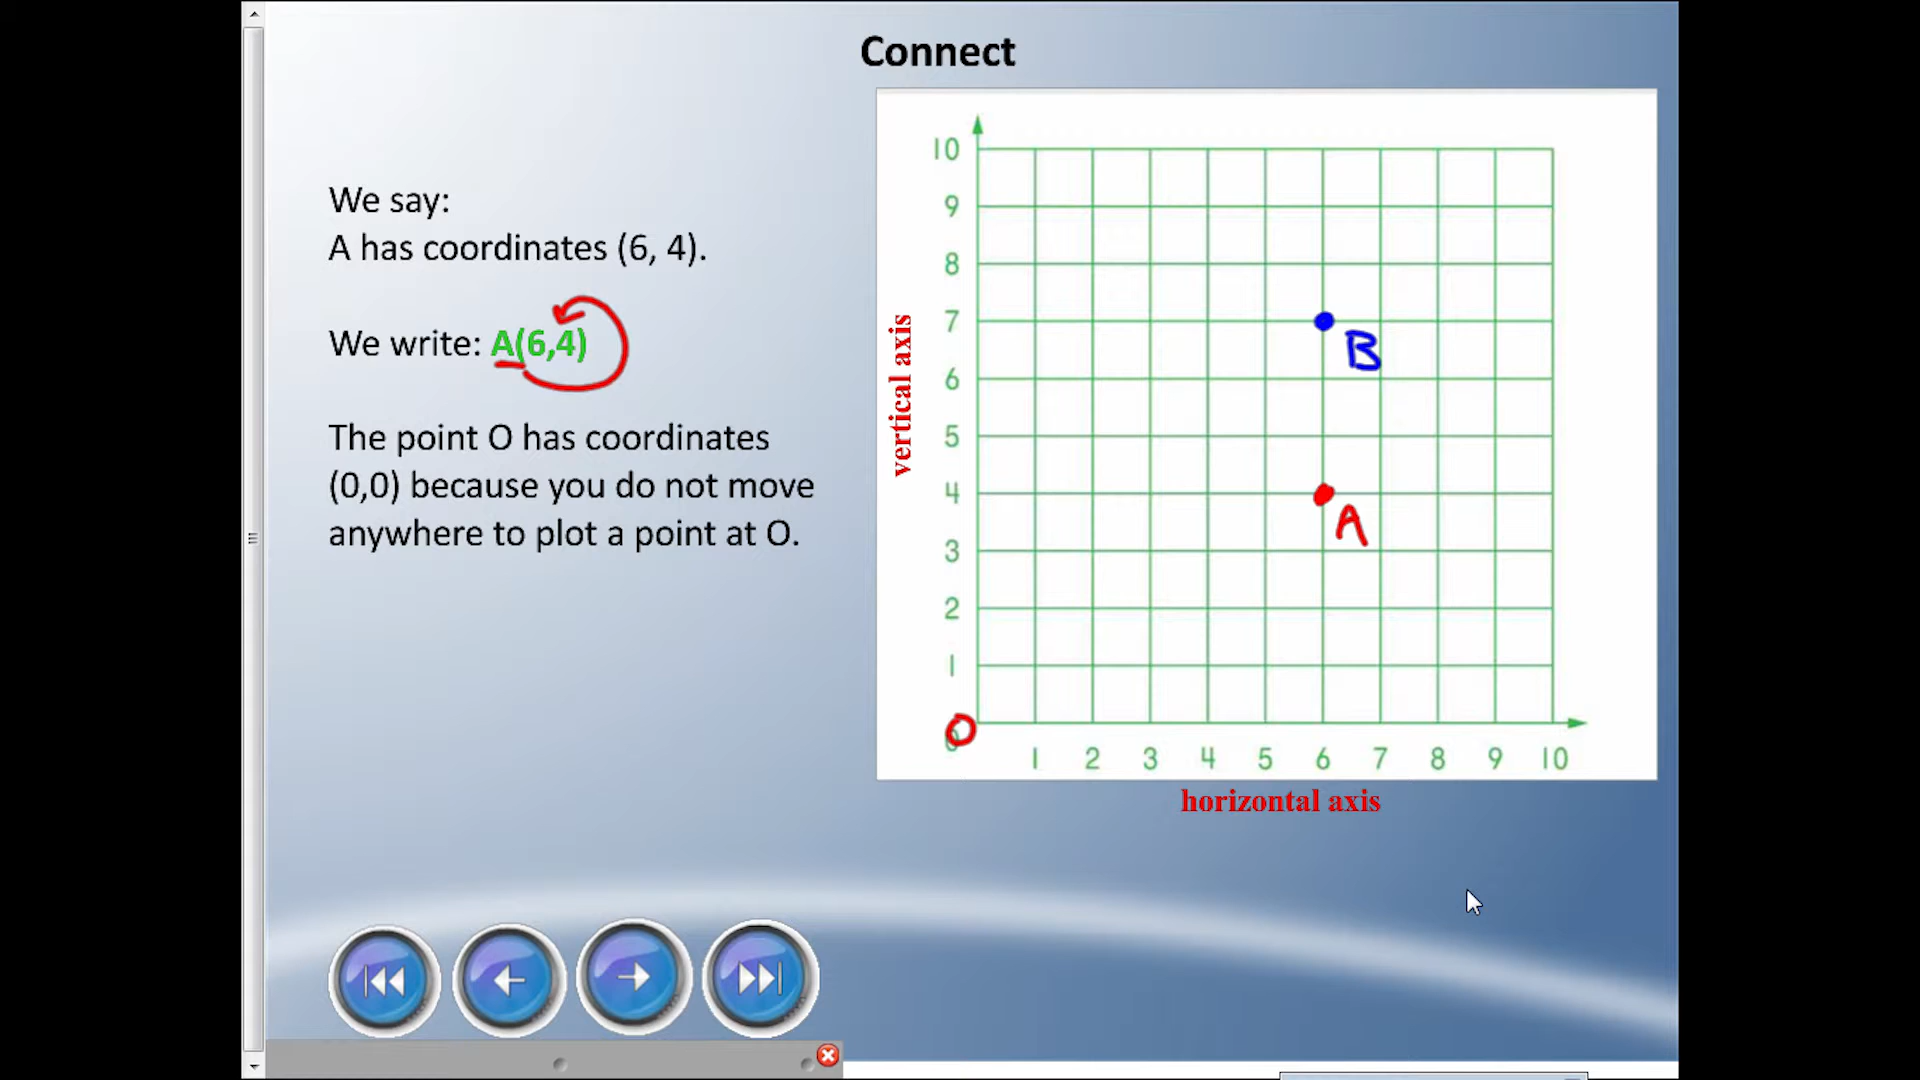 Connect
We say:
A has coordinates (6, 4).
We write: A(6,4)
The point O has coordinates
(0,0) because you do not move
anywhere to plot a point at O.
vertical axis
10
9
8
7
B
6
5
4
A
3
2
1
O
1 2 3 4 5 6 7 8 9 10
horizontal axis